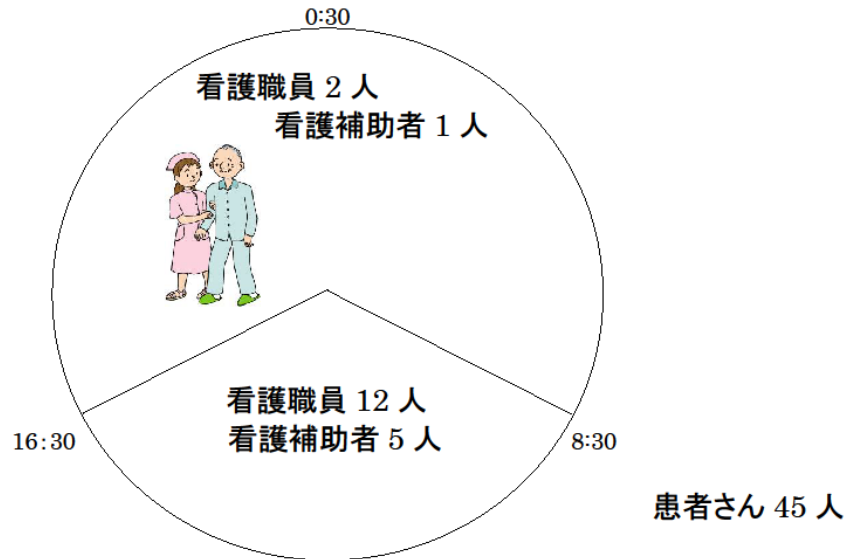 0:30
看護職員 2 人
看護補助者 1 人
看護職員 12 人
看護補助者 5 人
16:30
8:30
患者さん 45 人